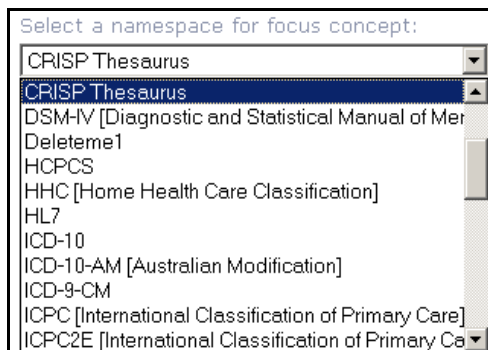 Select a namespace for focus concept:
CRISP Thesaurus
CRISP Thesaurus
DSM-IV [Diagnostic and Statistical Manual of Mer
Deleteme1
HCPCS
HHC [Home Health Care Classification]
HL7
ICD-10
ICD-10-AM [Australian Modification]
ICD-9-CM
ICPC [International Classification of Primary Care]
ICPC2E [International Classification of Primary Ca